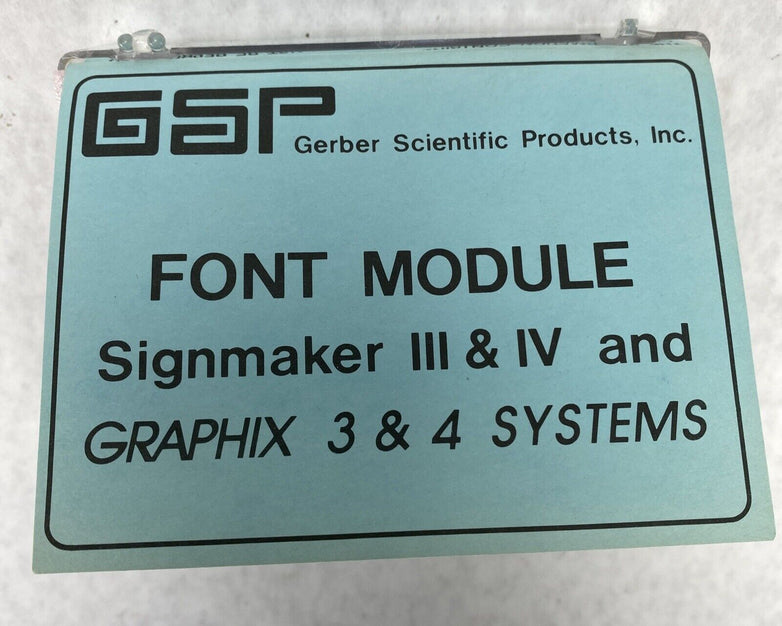 GSP Gerber Scientific Products, Inc.
FONT MODULE
Signmaker III & IV and
GRAPHIX 3 & 4 SYSTEMS